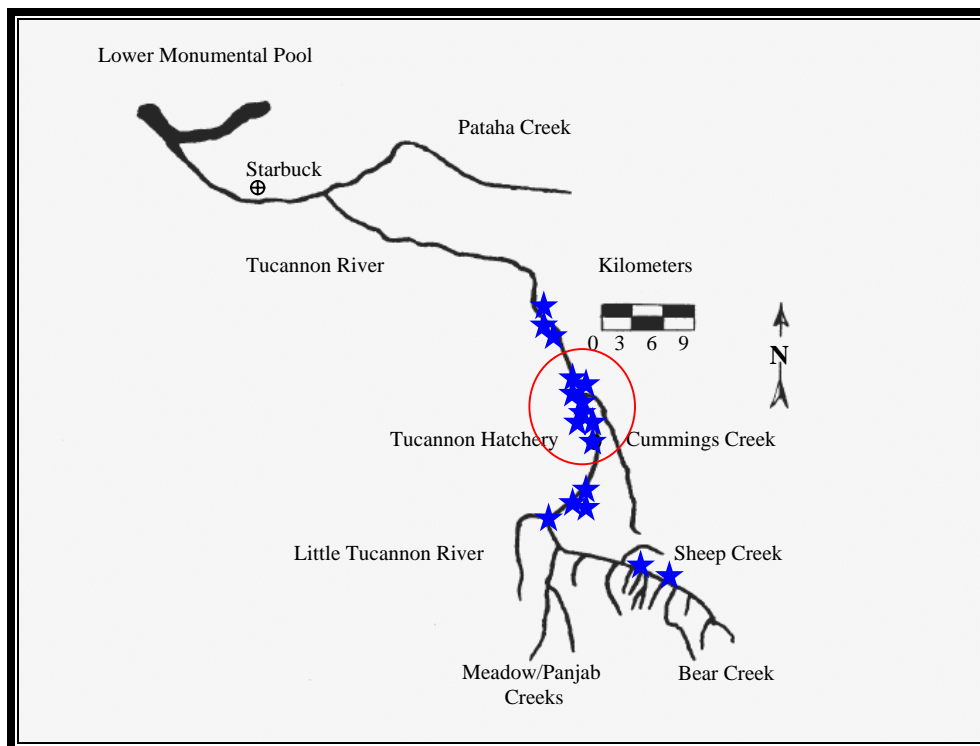 Lower Monumental Pool
Pataha Creek
Starbuck
Tucannon River
Kilometers
0 3 6 9
N
Tucannon Hatchery
Cummings Creek
Little Tucannon River
Sheep Creek
Meadow/Panjab
Creeks
Bear Creek